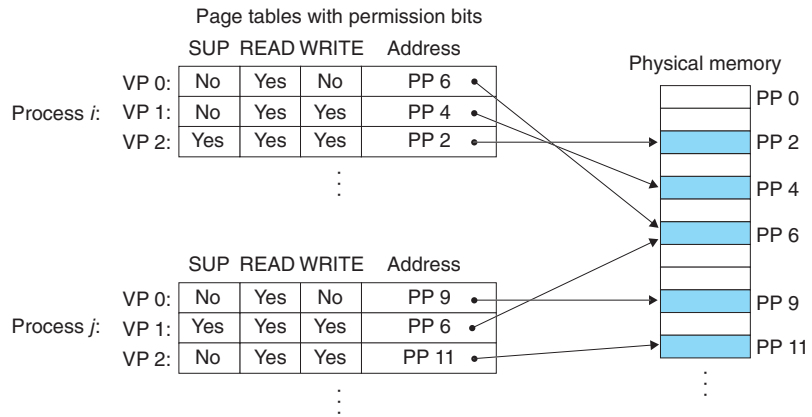 Page tables with permission bits
SUP READ WRITE Address
Process i:
VP 0: No Yes No PP 6
VP 1: No Yes Yes PP 4
VP 2: Yes Yes Yes PP 2
SUP READ WRITE Address
Process j:
VP 0: No Yes No PP 9
VP 1: Yes Yes Yes PP 6
VP 2: No Yes Yes PP 11
Physical memory
PP 0
PP 2
PP 4
PP 6
PP 9
PP 11